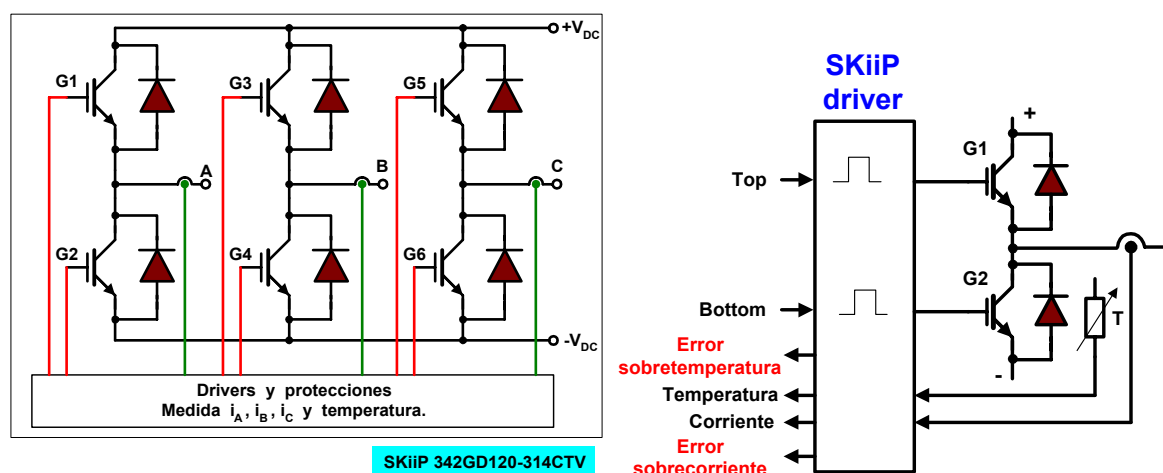 +VDC
G1
G3
G5
A
B
C
G2
G4
G6
-VDC
Drivers y protecciones
Medida iA, iB, iC y temperatura.
SKiiP 342GD120-314CTV
SKiiP
driver
+
G1
Top
G2
Bottom
T
Error
sobretemperatura
Temperatura
-
Corriente
Error
sobrecorriente